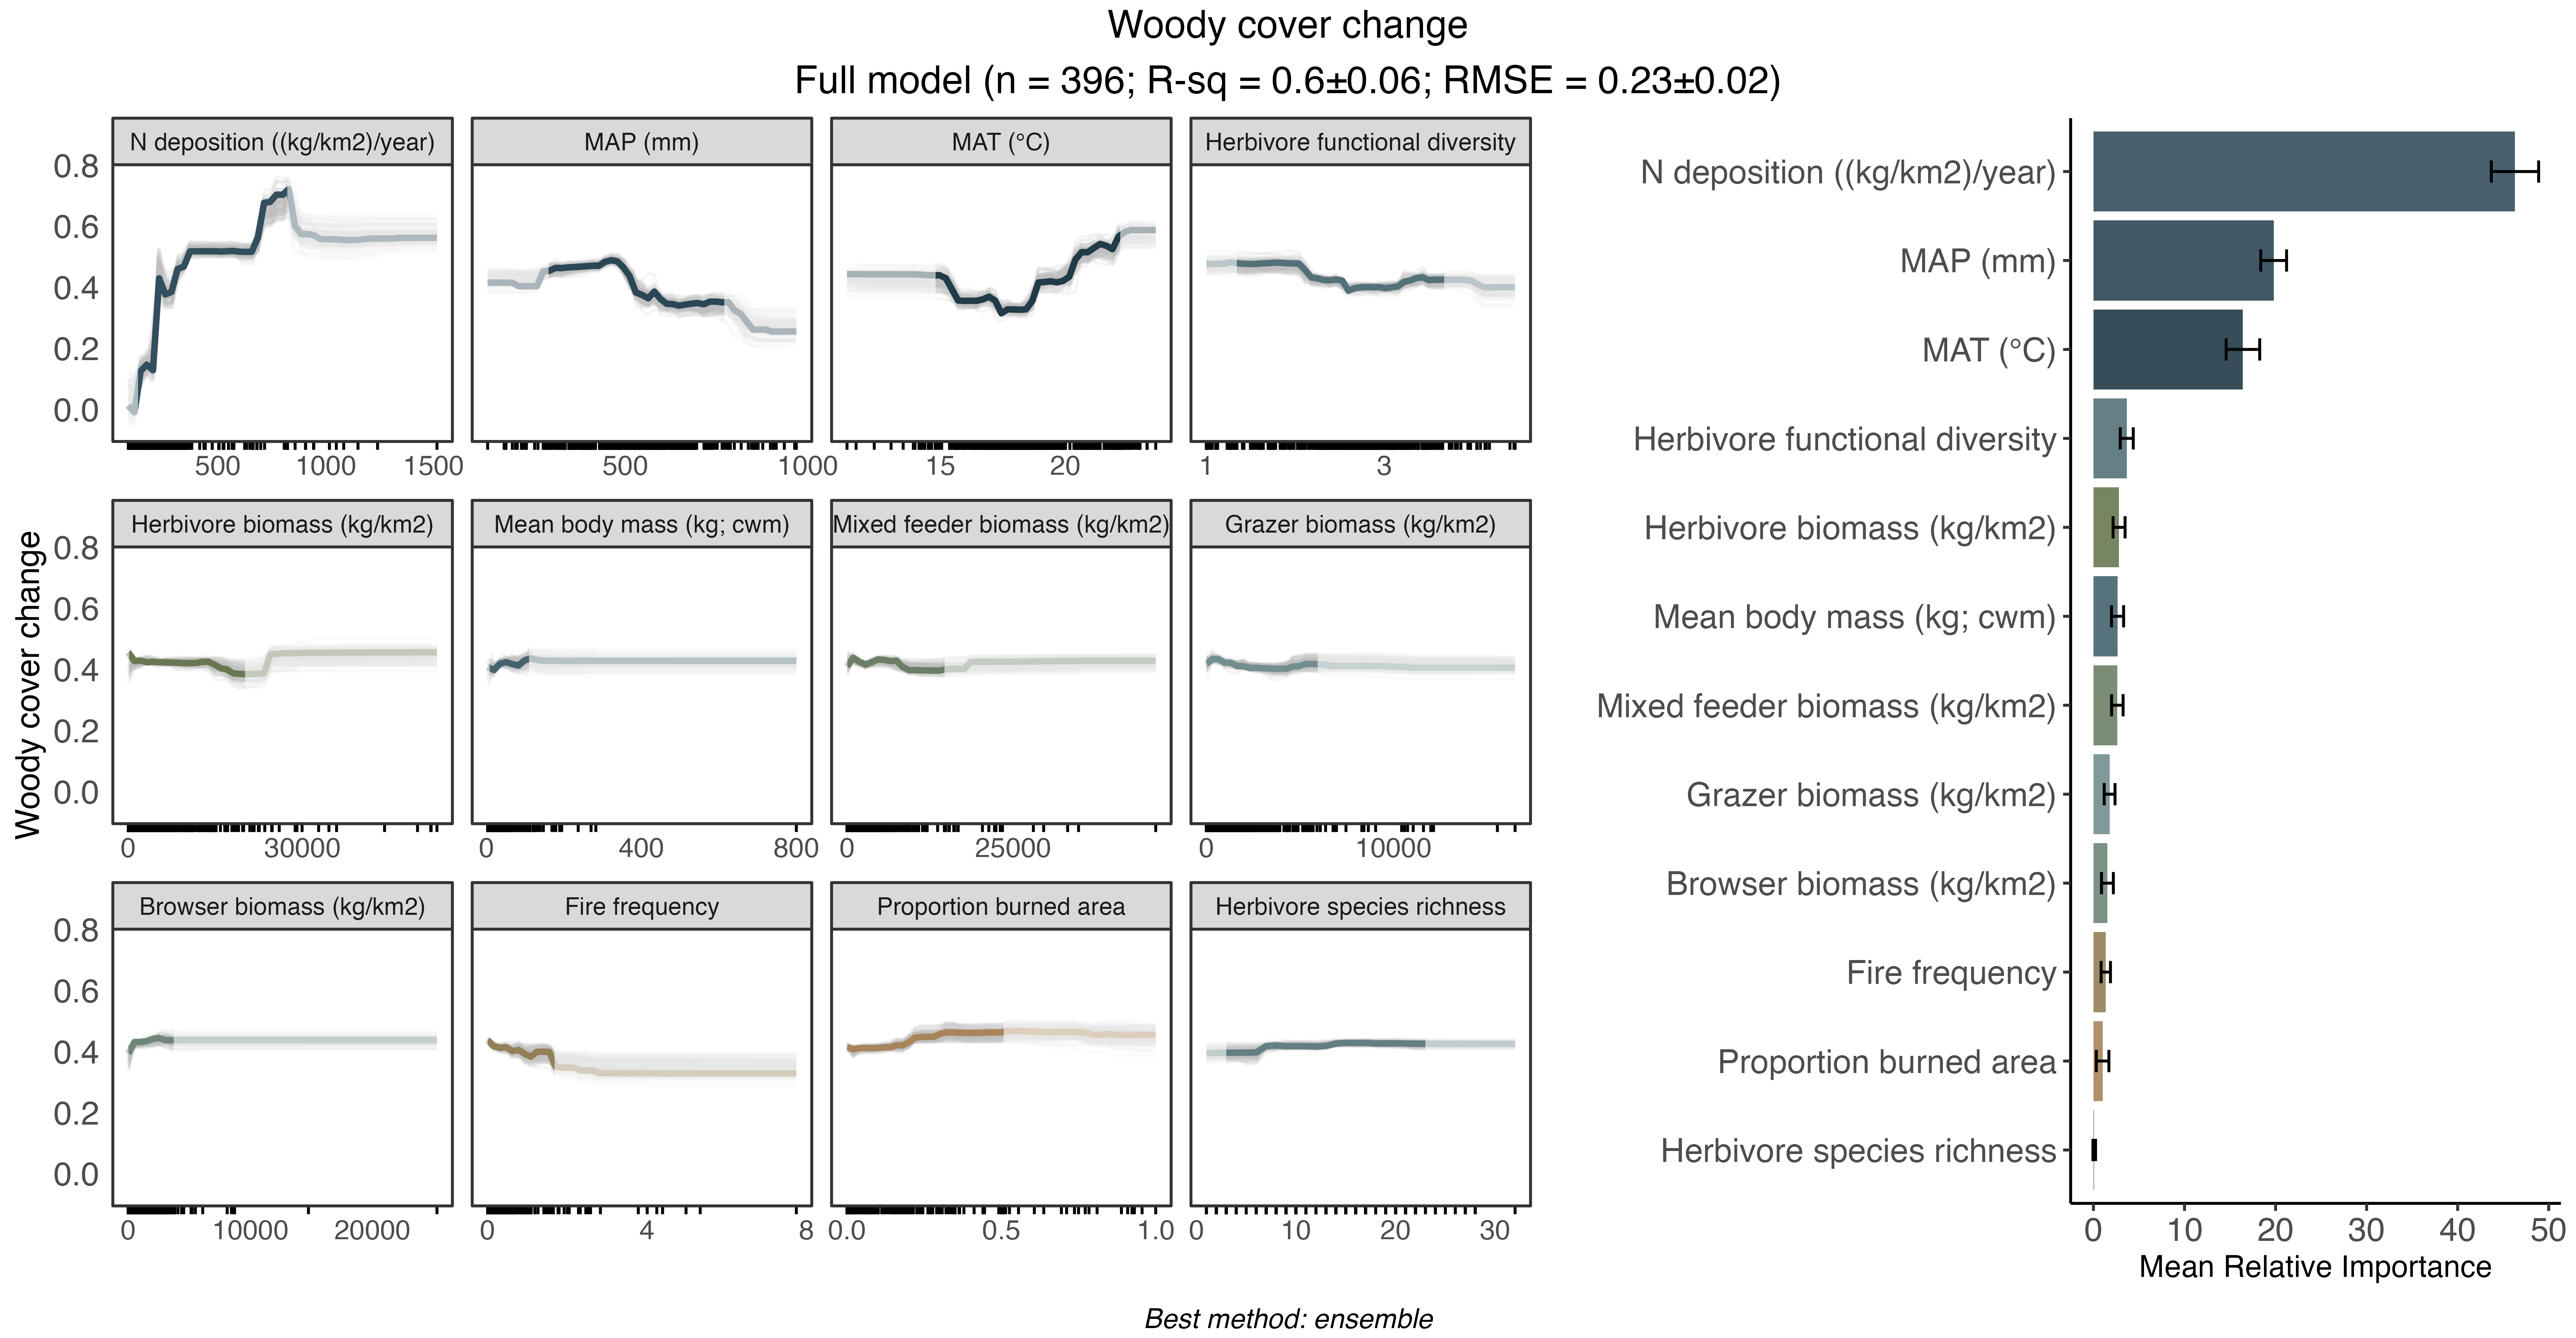 Woody cover change
Full model (n = 396; R-sq = 0.6±0.06; RMSE = 0.23±0.02)
N deposition ((kg/km2)/year)
MAP (mm)
MAT (°C)
Herbivore functional diversity
0.8
0.6
0.4
0.2
0.0
500 1000 1500
500 1000
15 20
1 3
Herbivore biomass (kg/km2)
Mean body mass (kg; cwm)
Mixed feeder biomass (kg/km2)
Grazer biomass (kg/km2)
0.8
0.6
0.4
0.2
0.0
0 30000
0 400 800
0 25000
0 10000
Browser biomass (kg/km2)
Fire frequency
Proportion burned area
Herbivore species richness
0.8
0.6
0.4
0.2
0.0
0 10000 20000
0 4 8
0.0 0.5 1.0
0 10 20 30
Woody cover change
N deposition ((kg/km2)/year)
MAP (mm)
MAT (°C)
Herbivore functional diversity
Herbivore biomass (kg/km2)
Mean body mass (kg; cwm)
Mixed feeder biomass (kg/km2)
Grazer biomass (kg/km2)
Browser biomass (kg/km2)
Fire frequency
Proportion burned area
Herbivore species richness
0 10 20 30 40 50
Mean Relative Importance
Best method: ensemble